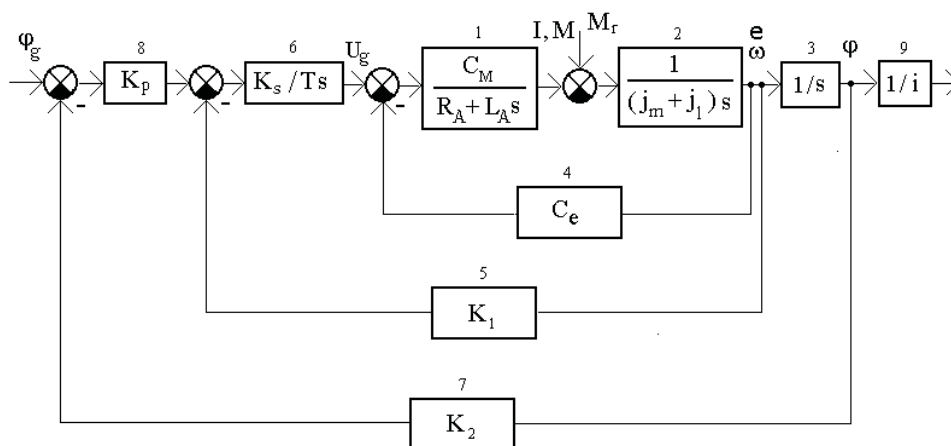 φg
8
Kp
6
Ks/Ts
Ug
1
CM
RA+LAs
I, M
Mr
2
1
(jm+jl)s
e
ω
3
1/s
φ
9
1/i
-
-
-
4
Ce
5
K1
7
K2